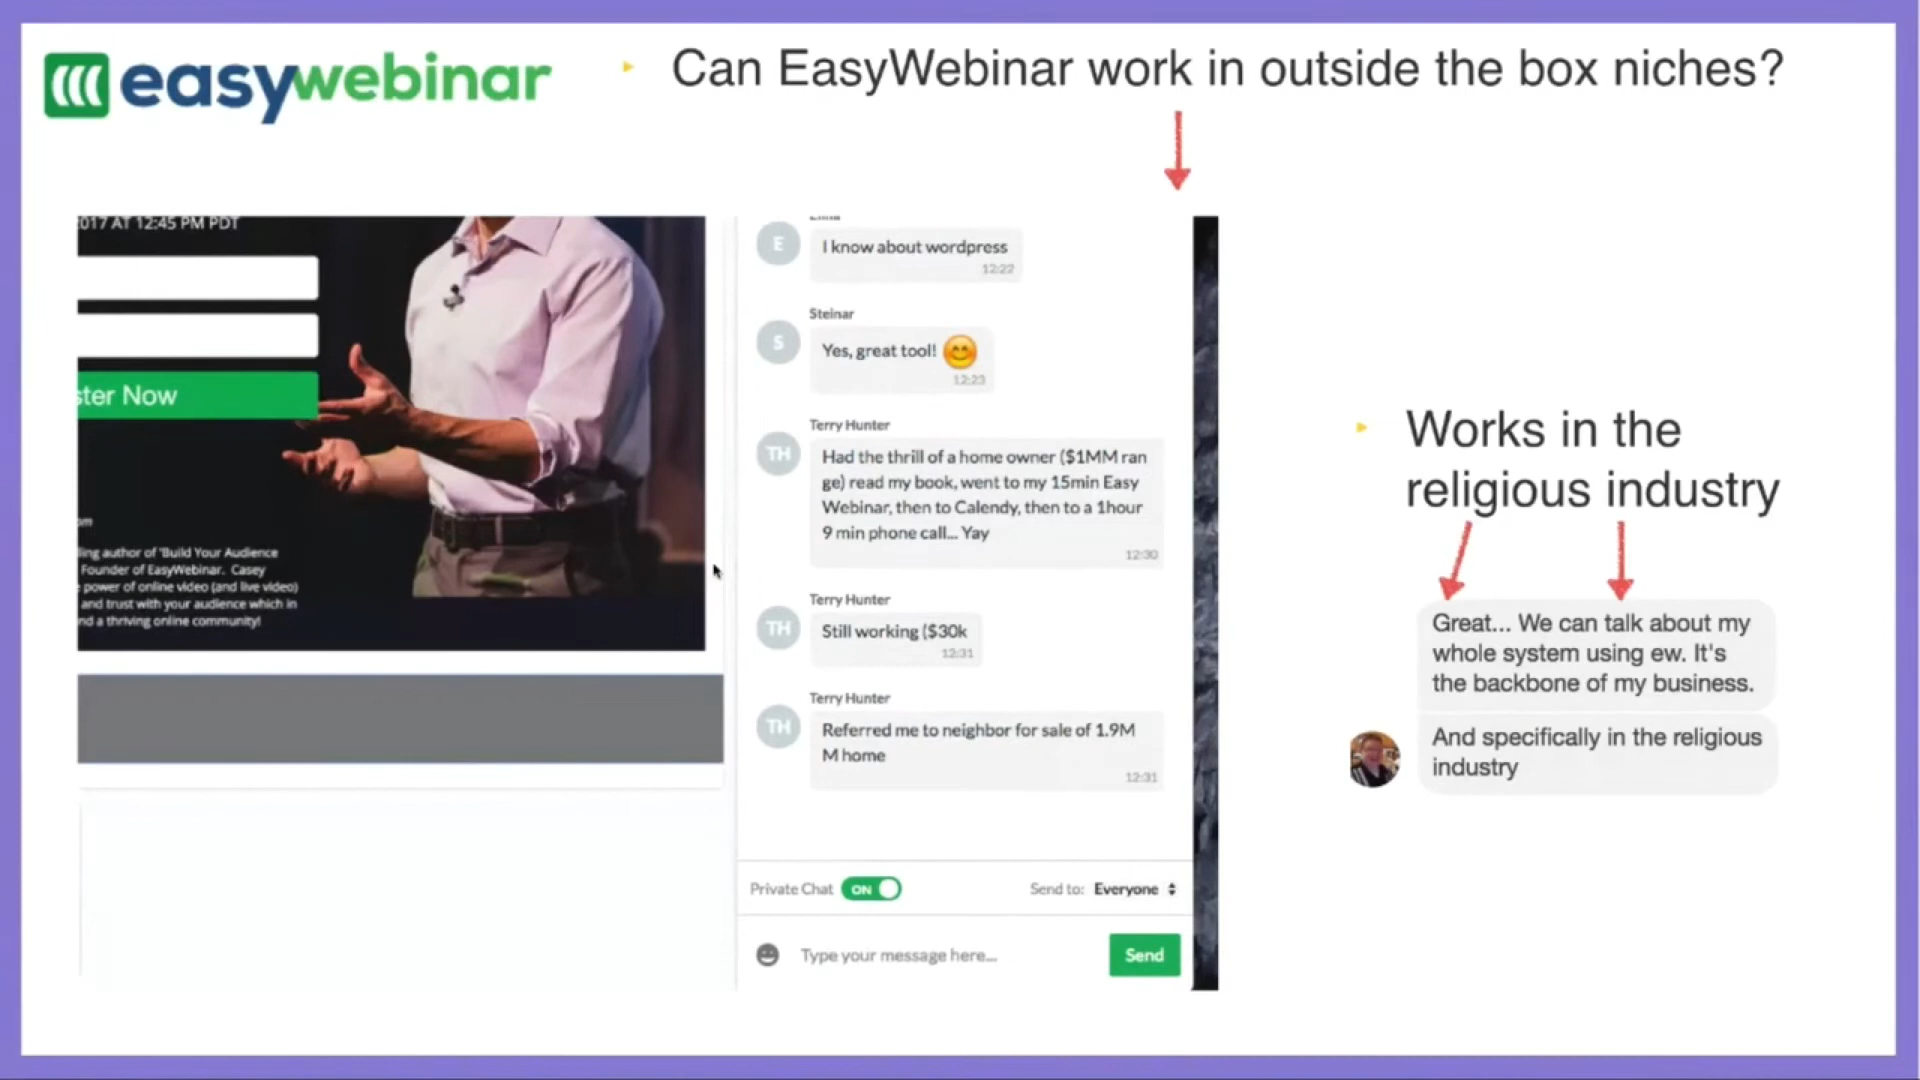 easywebinar
Can EasyWebinar work in outside the box niches?
2017 AT 12:45 PM PDT
ster Now
om
ling author of 'Build Your Audience
Founder of EasyWebinar. Casey
power of online video (and live video)
and trust with your audience which in
nd a thriving online community!
E
I know about wordpress
12:22
Steinar
S
Yes, great tool! 😊
12:23
Terry Hunter
TH
Had the thrill of a home owner ($1MM ran
ge) read my book, went to my 15min Easy
Webinar, then to Calendy, then to a 1hour
9 min phone call... Yay
12:30
Terry Hunter
TH
Still working ($30k
12:31
Terry Hunter
TH
Referred me to neighbor for sale of 1.9M
M home
12:31
Private Chat ON Send to: Everyone
Type your message here... Send
Works in the
religious industry
Great... We can talk about my
whole system using ew. It's
the backbone of my business.
And specifically in the religious
industry